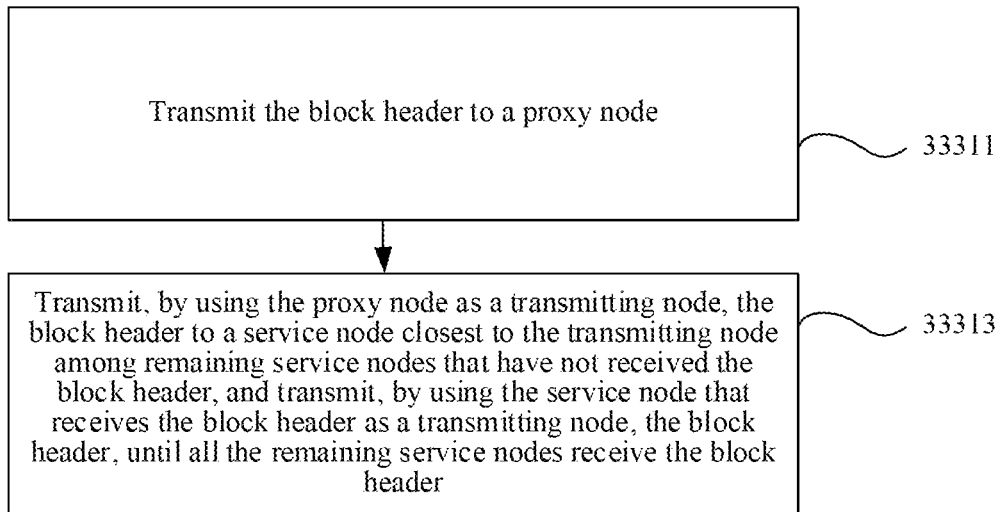 Transmit the block header to a proxy node
33311
Transmit, by using the proxy node as a transmitting node, the
block header to a service node closest to the transmitting node
among remaining service nodes that have not received the
block header, and transmit, by using the service node that
receives the block header as a transmitting node, the block
header, until all the remaining service nodes receive the block
header
33313